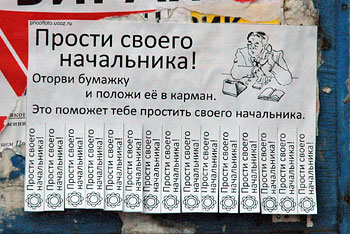 pricolfoto.ucoz.ru
Прости своего
начальника!
Оторви бумажку
и положи её в карман.
Это поможет тебе простить своего начальника.
Прости своего
начальника!
Прости своего
начальника!
Прости своего
начальника!
Прости своего
начальника!
Прости своего
начальника!
Прости своего
начальника!
Прости своего
начальника!
Прости своего
начальника!
Прости своего
начальника!
Прости своего
начальника!
Прости своего
начальника!
Прости своего
начальника!
Прости своего
начальника!
Прости своего
начальника!
Прости своего
начальника!